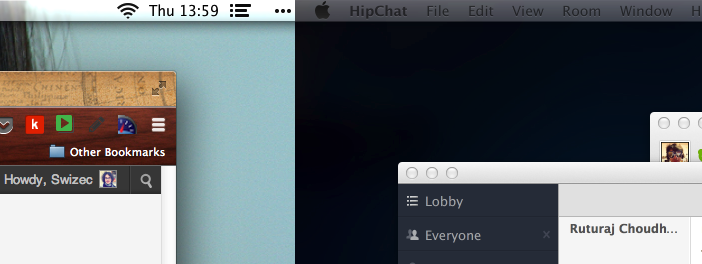 Thu 13:59
HipChat File Edit View Room Window H
k
Other Bookmarks
Howdy, Swizec
Lobby
Everyone
Ruturaj Choudh...